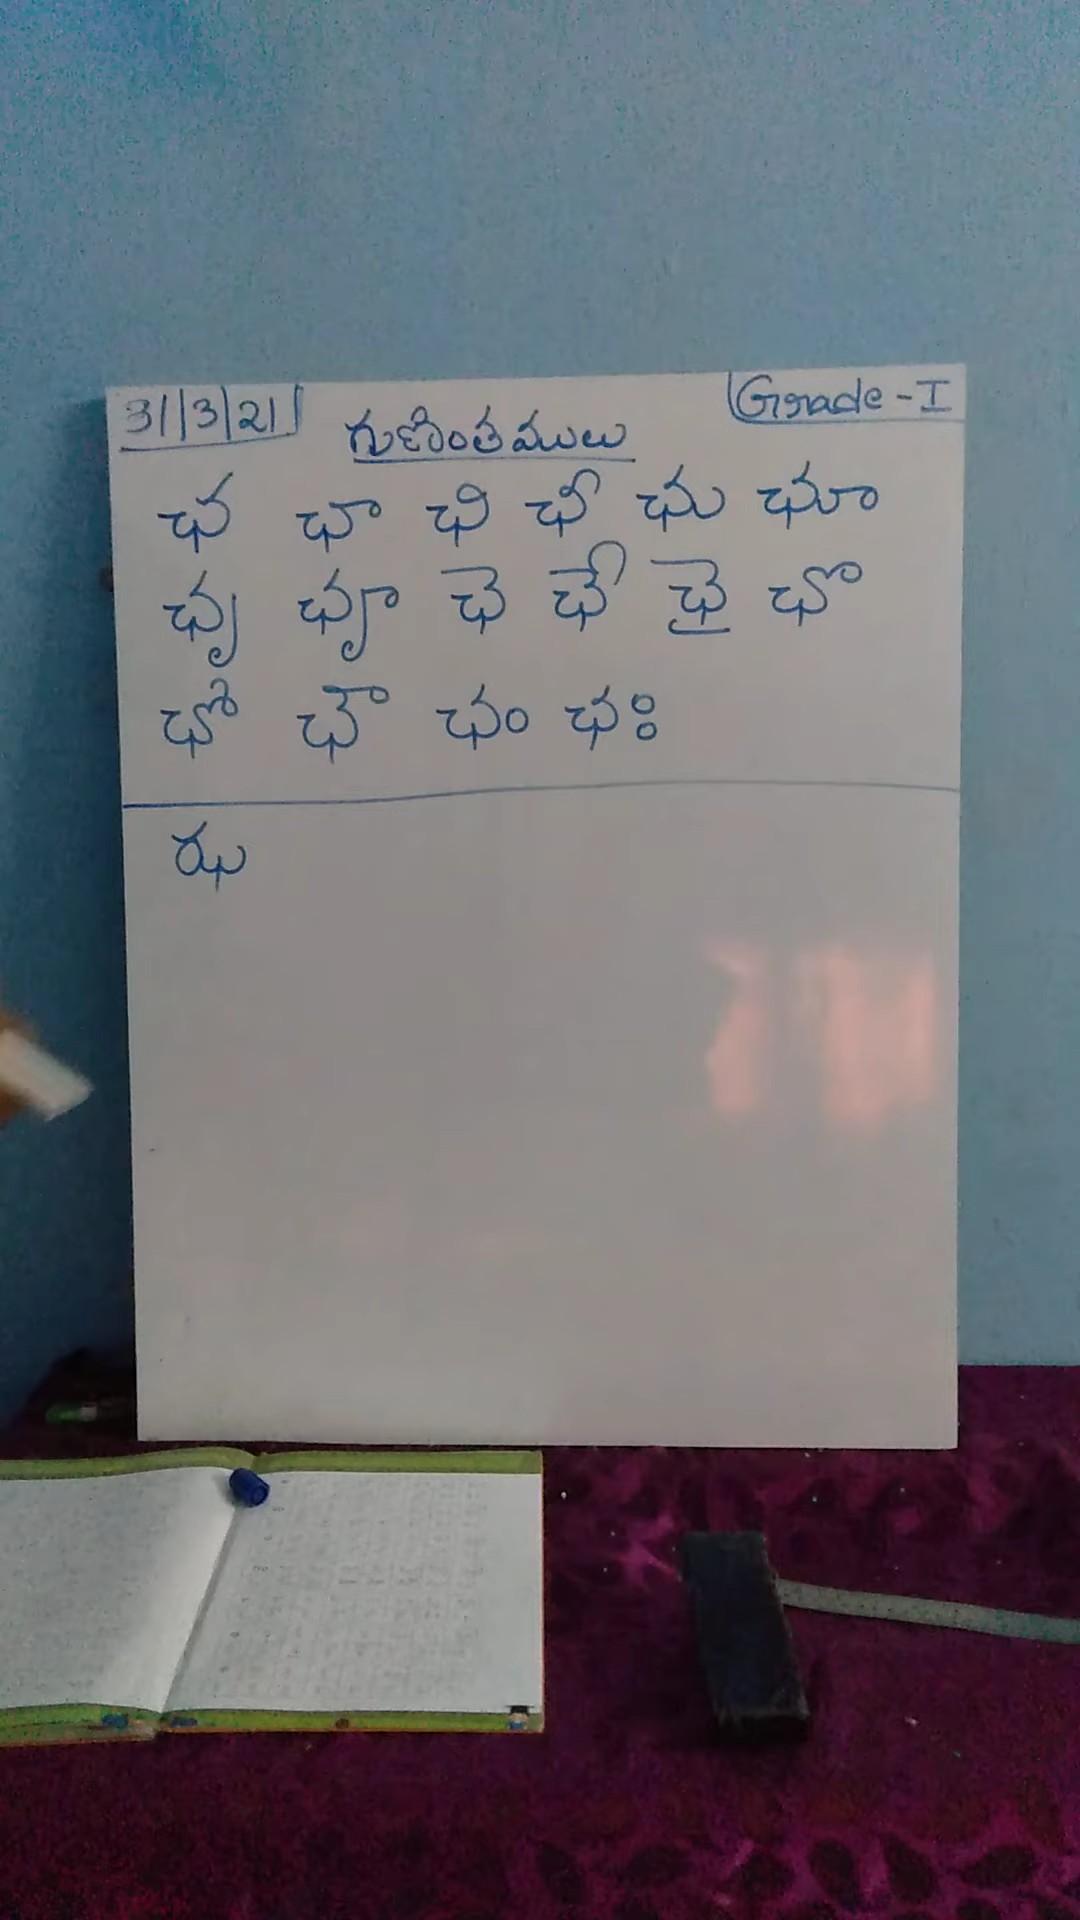 31/3/21 Grade - I
గుణింతములు
ఛ ఛా ఛి ఛీ ఛు ఛూ
ఛృ ఛౄ ఛె ఛే ఛై ఛొ
ఛో ఛౌ ఛం ఛః
ఝ